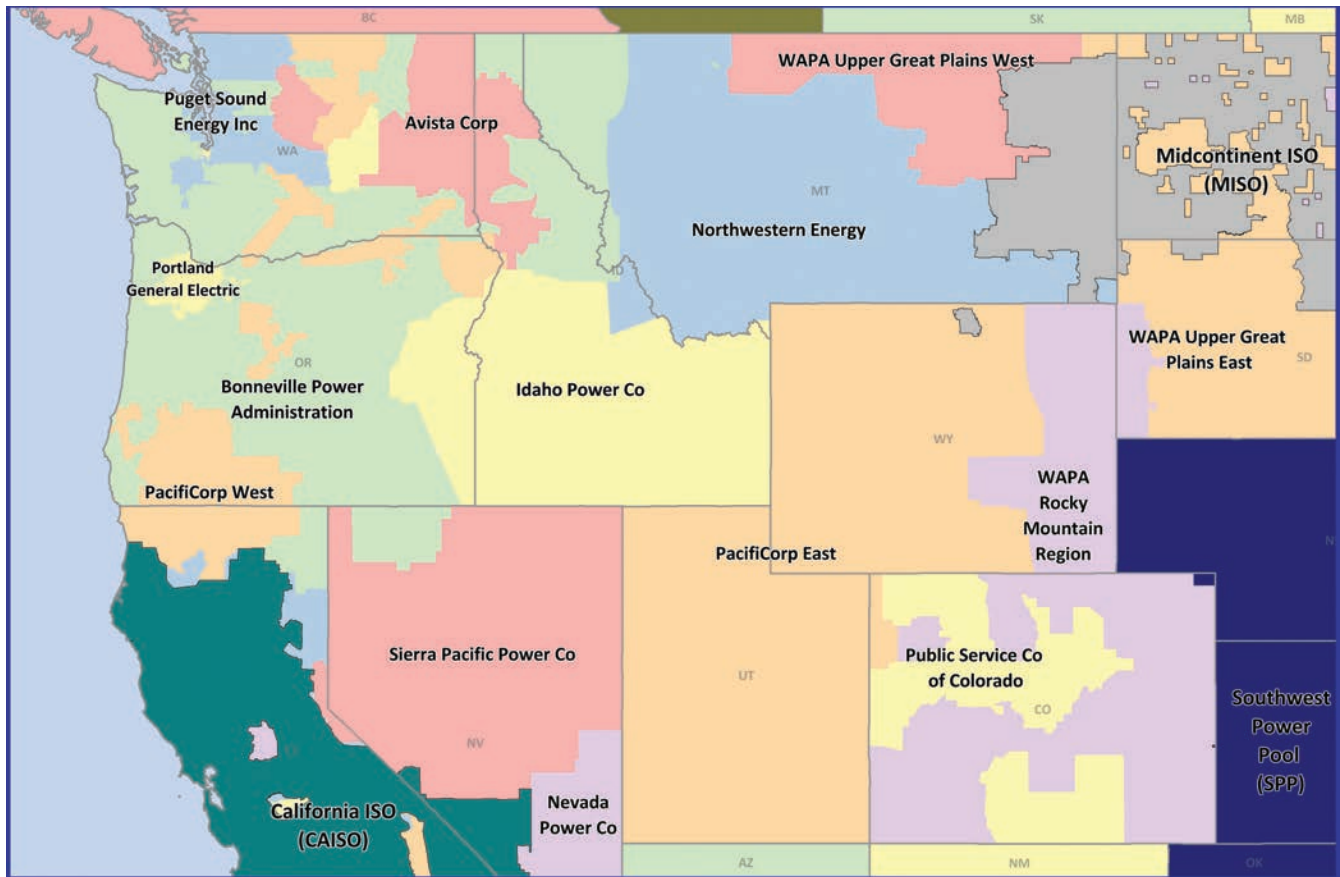 BC
SK
MB
WAPA Upper Great Plains West
Puget Sound
Energy Inc
Avista Corp
WA
Midcontinent ISO
(MISO)
MT
Northwestern Energy
Portland
General Electric
ID
WAPA Upper Great
Plains East
SD
OR
Bonneville Power
Administration
Idaho Power Co
WY
PacifiCorp West
WAPA
Rocky
Mountain
Region
PacifiCorp East
Sierra Pacific Power Co
Public Service Co
of Colorado
UT
CO
NV
Southwest
Power
Pool
(SPP)
Nevada
Power Co
California ISO
(CAISO)
AZ
NM
OK